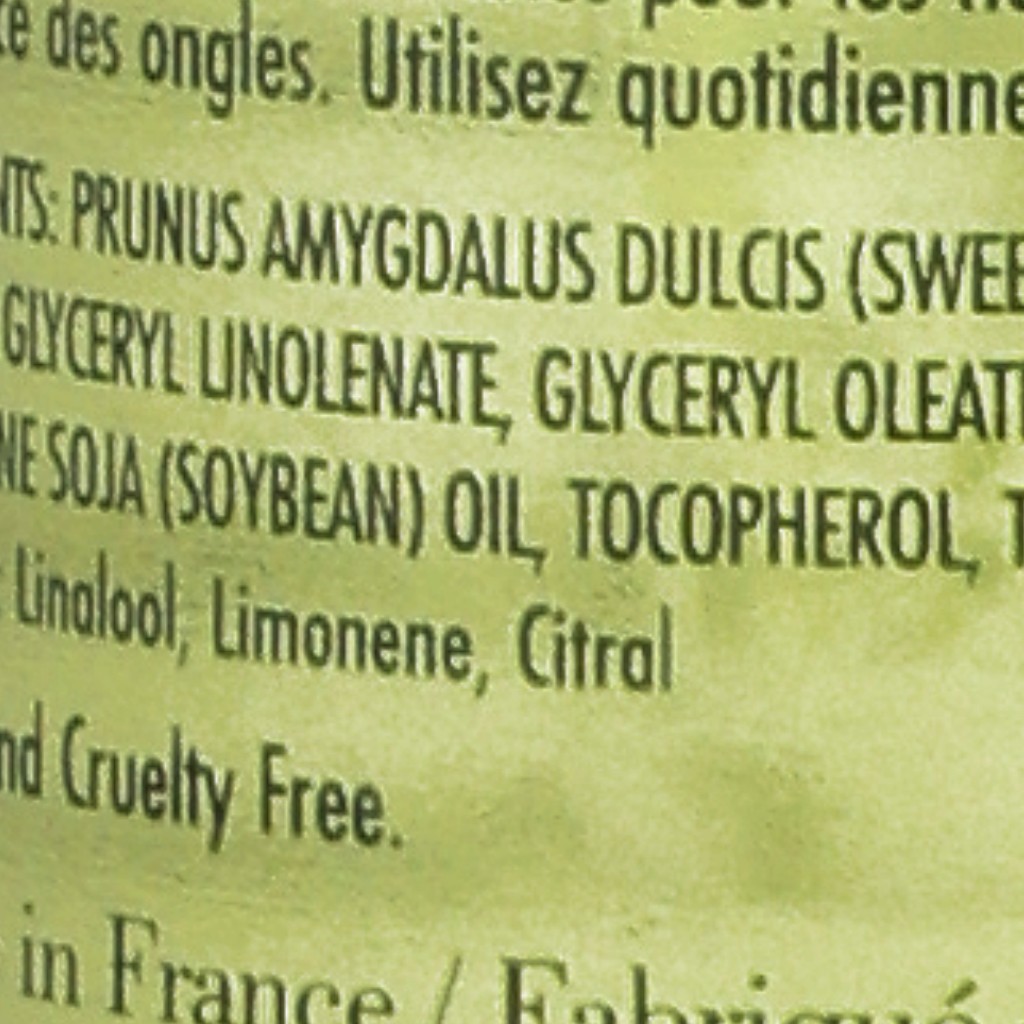 des ongles. Utilisez quotidienne
NTS: PRUNUS AMYGDALUS DULCIS (SWEE
GLYCERYL LINOLENATE, GLYCERYL OLEAT
NE SOJA (SOYBEAN) OIL, TOCOPHEROL, T
Linalool, Limonene, Citral
nd Cruelty Free.
in France / Fabriqué